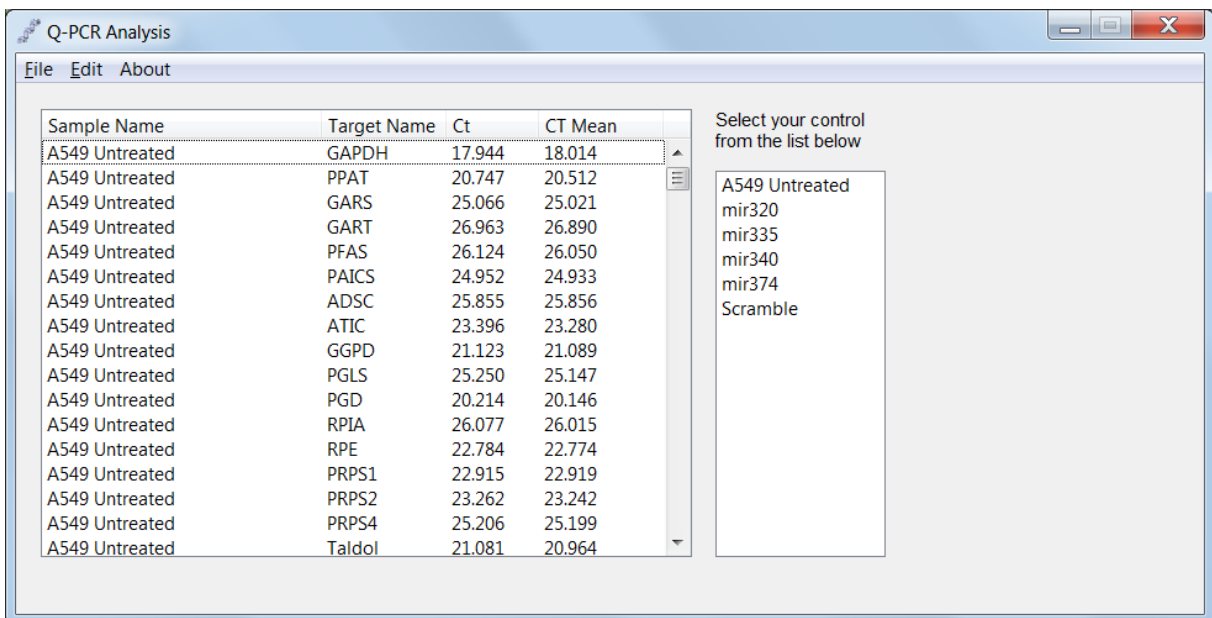 Q-PCR Analysis
File Edit About
Sample Name Target Name Ct CT Mean
A549 Untreated GAPDH 17.944 18.014
A549 Untreated PPAT 20.747 20.512
A549 Untreated GARS 25.066 25.021
A549 Untreated GART 26.963 26.890
A549 Untreated PFAS 26.124 26.050
A549 Untreated PAICS 24.952 24.933
A549 Untreated ADSC 25.855 25.856
A549 Untreated ATIC 23.396 23.280
A549 Untreated GGPD 21.123 21.089
A549 Untreated PGLS 25.250 25.147
A549 Untreated PGD 20.214 20.146
A549 Untreated RPIA 26.077 26.015
A549 Untreated RPE 22.784 22.774
A549 Untreated PRPS1 22.915 22.919
A549 Untreated PRPS2 23.262 23.242
A549 Untreated PRPS4 25.206 25.199
A549 Untreated Taldol 21.081 20.964
Select your control
from the list below
A549 Untreated
mir320
mir335
mir340
mir374
Scramble